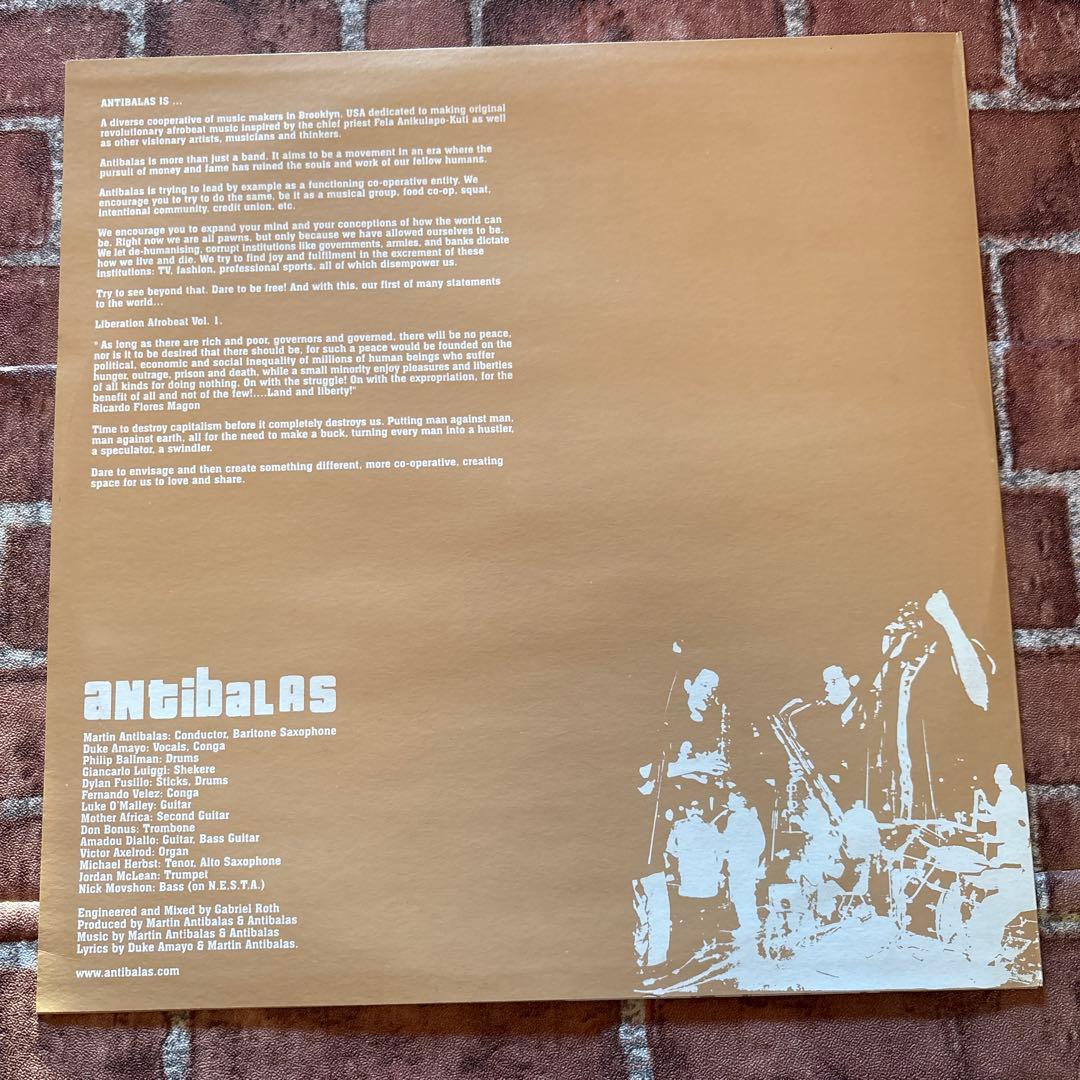 ANTIBALAS IS ...
A diverse cooperative of music makers in Brooklyn, USA dedicated to making original
revolutionary afrobeat music inspired by the chief priest Fela Anikulapo-Kuti as well
as other visionary artists, musicians and thinkers.
Antibalas is more than just a band. It aims to be a movement in an era where the
pursuit of money and fame has ruined the souls and work of our fellow humans.
Antibalas is trying to lead by example as a functioning co-operative entity. We
encourage you to try to do the same, be it as a musical group, food co-op, squat,
intentional community, credit union, etc.
We encourage you to expand your mind and your conceptions of how the world can
be. Right now we are all pawns, but only because we have allowed ourselves to be.
We let de-humanising, corrupt institutions like governments, armies, and banks dictate
how we live and die. We try to find joy and fulfilment in the excrement of these
institutions: TV, fashion, professional sports, all of which disempower us.
Try to see beyond that. Dare to be free! And with this, our first of many statements
to the world...
Liberation Afrobeat Vol. 1.
" As long as there are rich and poor, governors and governed, there will be no peace,
nor is it to be desired that there should be, for such a peace would be founded on the
political, economic and social inequality of millions of human beings who suffer
hunger, outrage, prison and death, while a small minority enjoy pleasures and liberties
of all kinds for doing nothing. On with the struggle! On with the expropriation, for the
benefit of all and not of the few!....Land and liberty!"
Ricardo Flores Magon
Time to destroy capitalism before it completely destroys us. Putting man against man,
man against earth, all for the need to make a buck, turning every man into a hustler,
a speculator, a swindler.
Dare to envisage and then create something different, more co-operative, creating
space for us to love and share.
antibalas
Martin Antibalas: Conductor, Baritone Saxophone
Duke Amayo: Vocals, Conga
Philip Ballman: Drums
Giancarlo Luiggi: Shekere
Dylan Fusillo: Sticks, Drums
Fernando Velez: Conga
Luke O'Malley: Guitar
Mother Africa: Second Guitar
Don Bonus: Trombone
Amadou Diallo: Guitar, Bass Guitar
Victor Axelrod: Organ
Michael Herbst: Tenor, Alto Saxophone
Jordan McLean: Trumpet
Nick Movshon: Bass (on N.E.S.T.A.)
Engineered and Mixed by Gabriel Roth
Produced by Martin Antibalas & Antibalas
Music by Martin Antibalas & Antibalas
Lyrics by Duke Amayo & Martin Antibalas.
www.antibalas.com